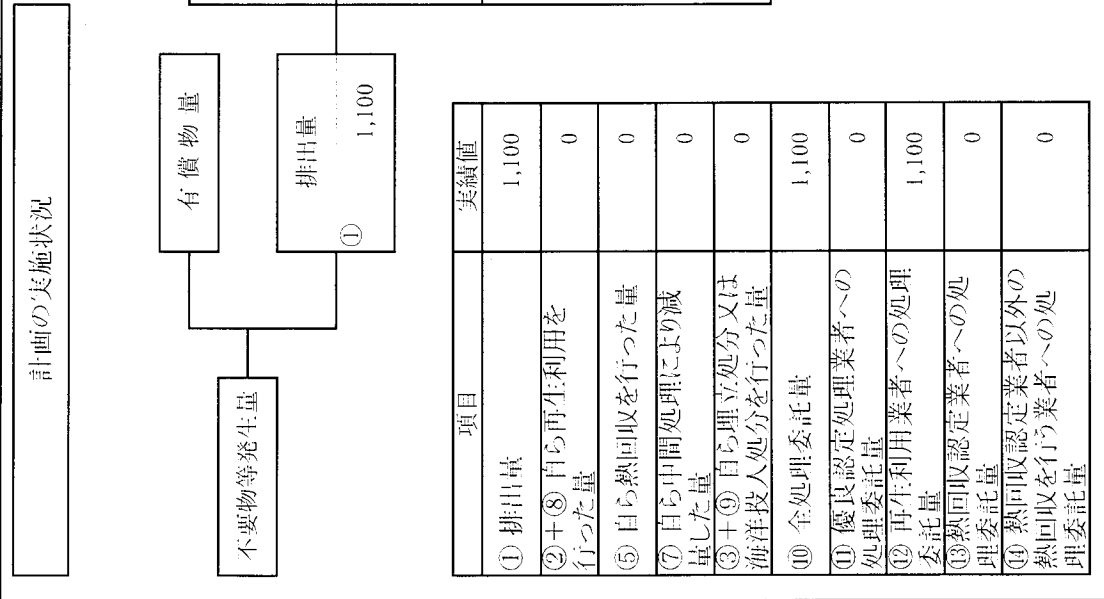 計画の実施状況
不要物等発生量
有償物量
排出量
①
1,100
項目
実績値
① 排出量
1,100
②+⑧ 自ら再生利用を
行った量
0
⑤ 自ら熱回収を行った量
0
⑦ 自ら中間処理により減
量した量
0
③+⑨ 自ら埋立処分又は
海洋投入処分を行った量
0
⑩ 全処理委託量
1,100
⑪ 優良認定処理業者への
処理委託量
0
⑫ 再生利用業者への処理
委託量
1,100
⑬熱回収認定業者への処
理委託量
0
⑭ 熱回収認定業者以外の
熱回収を行う業者への処
理委託量
0